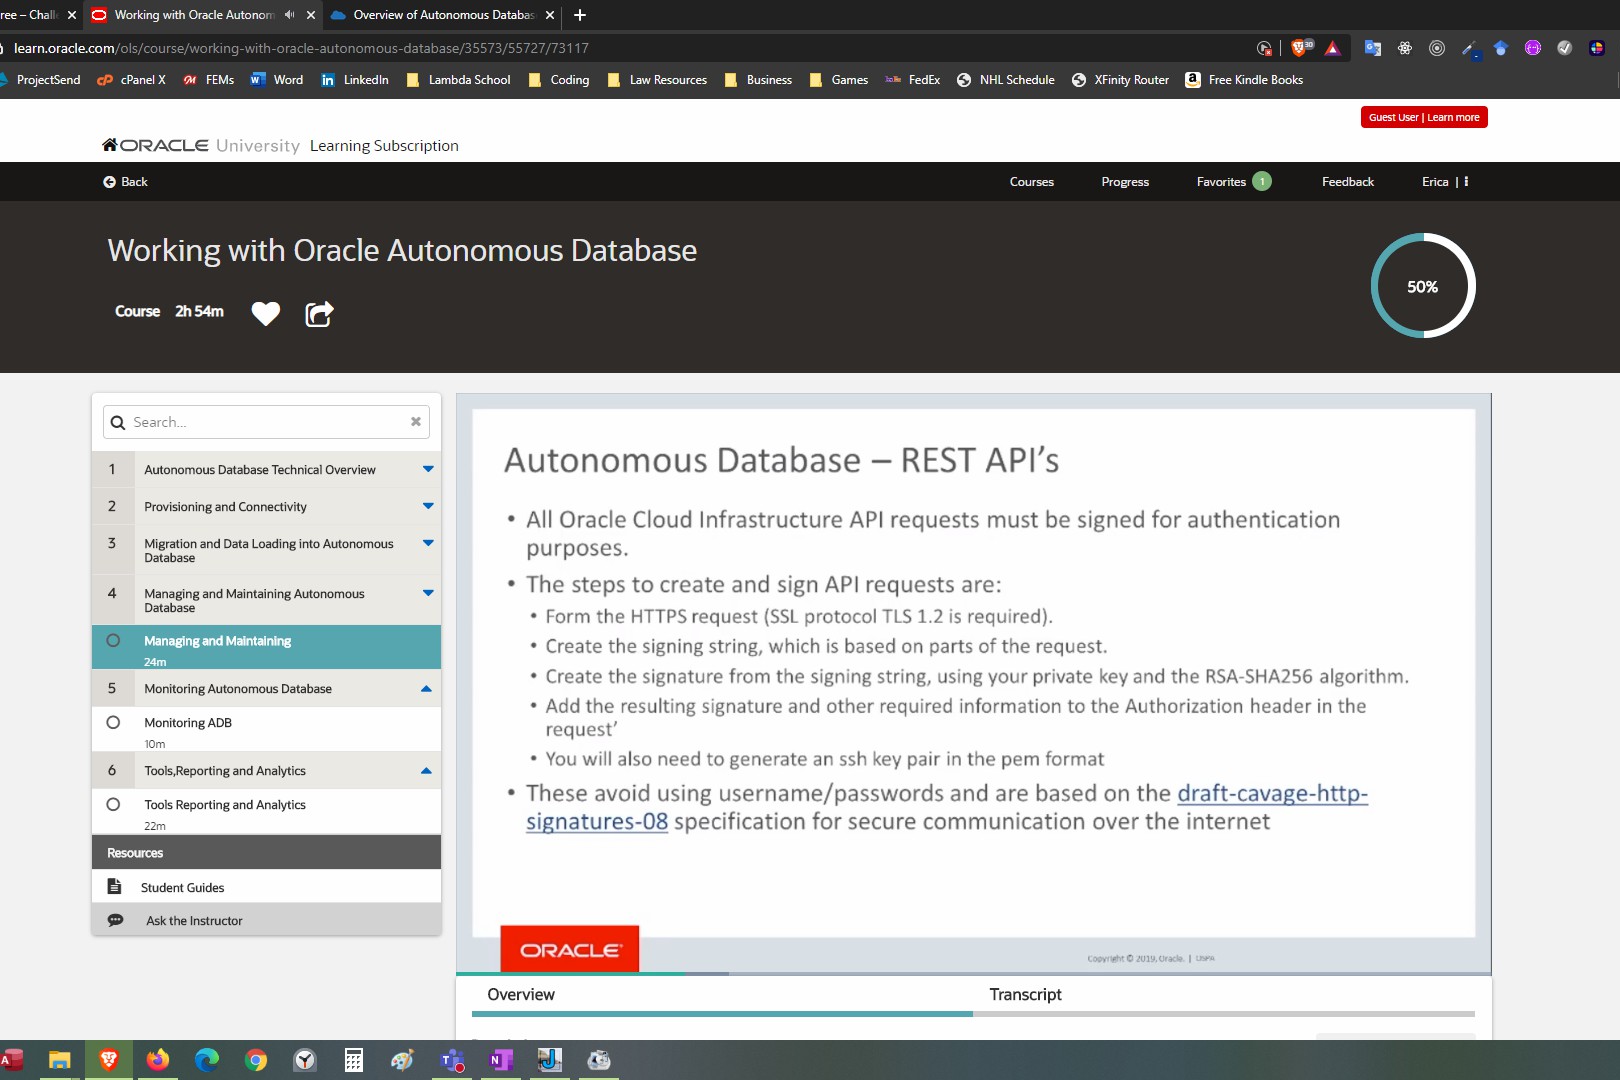 ree – Chall
Working with Oracle Autonom
Overview of Autonomous Databas
learn.oracle.com/ols/course/working-with-oracle-autonomous-database/35573/55727/73117
30
ProjectSend
cPanel X
FEMs
Word
LinkedIn
Lambda School
Coding
Law Resources
Business
Games
FedEx
NHL Schedule
XFinity Router
Free Kindle Books
Guest User | Learn more
ORACLE University Learning Subscription
Back
Courses
Progress
Favorites 1
Feedback
Erica |
Working with Oracle Autonomous Database
Course 2h 54m
50%
Search...
1 Autonomous Database Technical Overview
2 Provisioning and Connectivity
3 Migration and Data Loading into Autonomous
Database
4 Managing and Maintaining Autonomous
Database
Managing and Maintaining
24m
5 Monitoring Autonomous Database
Monitoring ADB
10m
6 Tools,Reporting and Analytics
Tools Reporting and Analytics
22m
Resources
Student Guides
Ask the Instructor
Autonomous Database – REST API's
• All Oracle Cloud Infrastructure API requests must be signed for authentication
purposes.
• The steps to create and sign API requests are:
• Form the HTTPS request (SSL protocol TLS 1.2 is required).
• Create the signing string, which is based on parts of the request.
• Create the signature from the signing string, using your private key and the RSA-SHA256 algorithm.
• Add the resulting signature and other required information to the Authorization header in the
request'
• You will also need to generate an ssh key pair in the pem format
• These avoid using username/passwords and are based on the draft-cavage-http-
signatures-08 specification for secure communication over the internet
ORACLE
Copyright © 2019, Oracle. |
Overview
Transcript